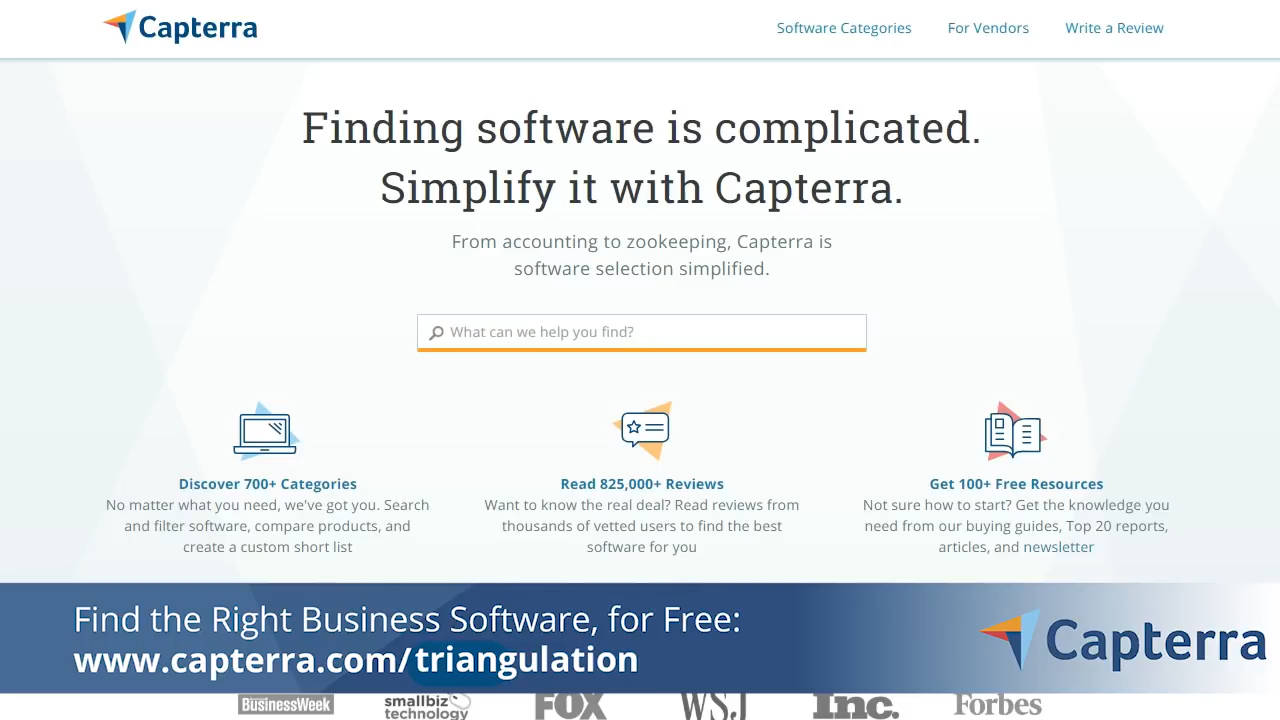 Capterra
Software Categories
For Vendors
Write a Review
Finding software is complicated.
Simplify it with Capterra.
From accounting to zookeeping, Capterra is
software selection simplified.
What can we help you find?
Discover 700+ Categories
No matter what you need, we've got you. Search
and filter software, compare products, and
create a custom short list
Read 825,000+ Reviews
Want to know the real deal? Read reviews from
thousands of vetted users to find the best
software for you
Get 100+ Free Resources
Not sure how to start? Get the knowledge you
need from our buying guides, Top 20 reports,
articles, and newsletter
Find the Right Business Software, for Free:
www.capterra.com/triangulation
Capterra
BusinessWeek
smallbiz
technology
FOX
WSJ
Inc.
Forbes